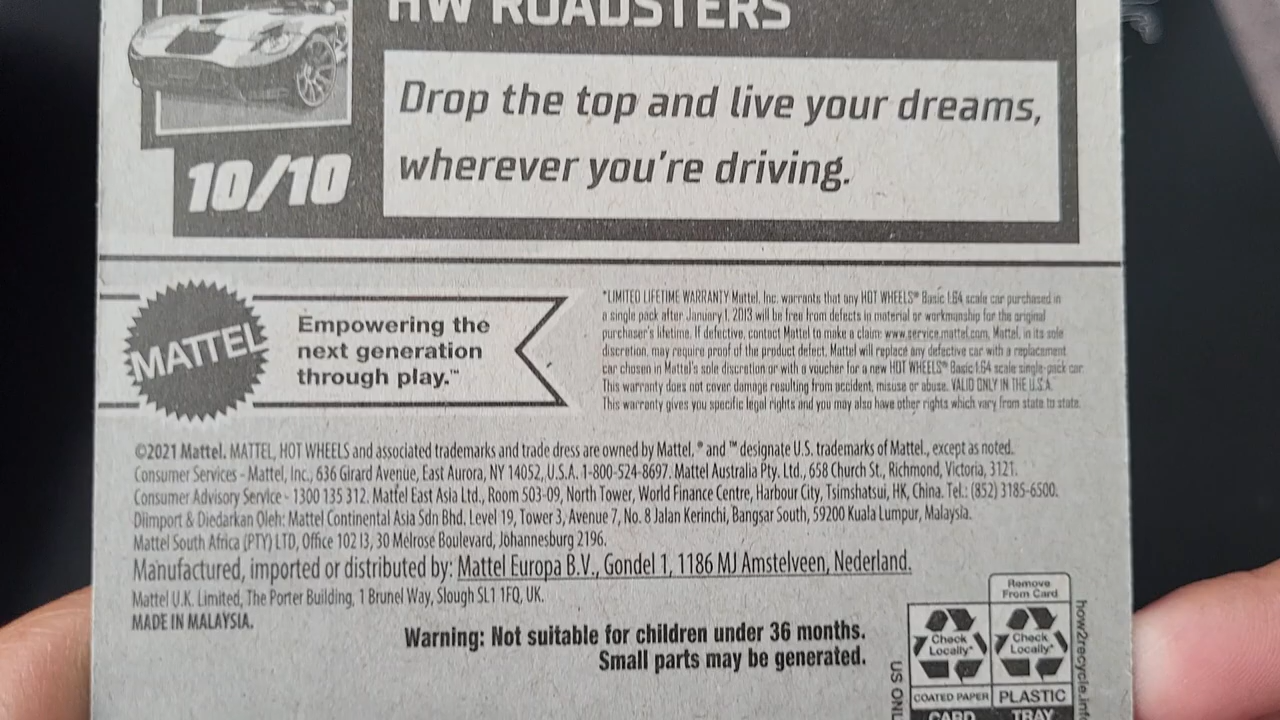 HW ROADSTERS
Drop the top and live your dreams,
wherever you're driving.
10/10
MATTEL
Empowering the
next generation
through play.™
*LIMITED LIFETIME WARRANTY Mattel, Inc. warrants that any HOT WHEELS® Basic 1:64 scale car purchased in
a single pack after January 1, 2013 will be free from defects in material or workmanship for the original
purchaser's lifetime. If defective, contact Mattel to make a claim: www.service.mattel.com. Mattel, in its sole
discretion, may require proof of the product defect. Mattel will replace any defective car with a replacement
car chosen in Mattel's sole discretion or with a voucher for a new HOT WHEELS® Basic 1:64 scale single-pack car.
This warranty does not cover damage resulting from accident, misuse or abuse. VALID ONLY IN THE U.S.A.
This warranty gives you specific legal rights and you may also have other rights which vary from state to state.
©2021 Mattel. MATTEL, HOT WHEELS and associated trademarks and trade dress are owned by Mattel. ® and ™ designate U.S. trademarks of Mattel., except as noted.
Consumer Services - Mattel, Inc., 636 Girard Avenue, East Aurora, NY 14052, U.S.A. 1-800-524-8697. Mattel Australia Pty. Ltd., 658 Church St., Richmond, Victoria, 3121.
Consumer Advisory Service - 1300 135 312. Mattel East Asia Ltd., Room 503-09, North Tower, World Finance Centre, Harbour City, Tsimshatsui, HK, China. Tel.: (852) 3185-6500.
Diimport & Diedarkan Oleh: Mattel Continental Asia Sdn Bhd. Level 19, Tower 3, Avenue 7, No. 8 Jalan Kerinchi, Bangsar South, 59200 Kuala Lumpur, Malaysia.
Mattel South Africa (PTY) LTD, Office 102 I3, 30 Melrose Boulevard, Johannesburg 2196.
Manufactured, imported or distributed by: Mattel Europa B.V., Gondel 1, 1186 MJ Amstelveen, Nederland.
Mattel U.K. Limited, The Porter Building, 1 Brunel Way, Slough SL1 1FQ, UK.
MADE IN MALAYSIA.
Warning: Not suitable for children under 36 months.
Small parts may be generated.
Remove
From Card
Check
Locally*
Check
Locally*
COATED PAPER
PLASTIC
CARD
TRAY
US ONL
how2recycle.info